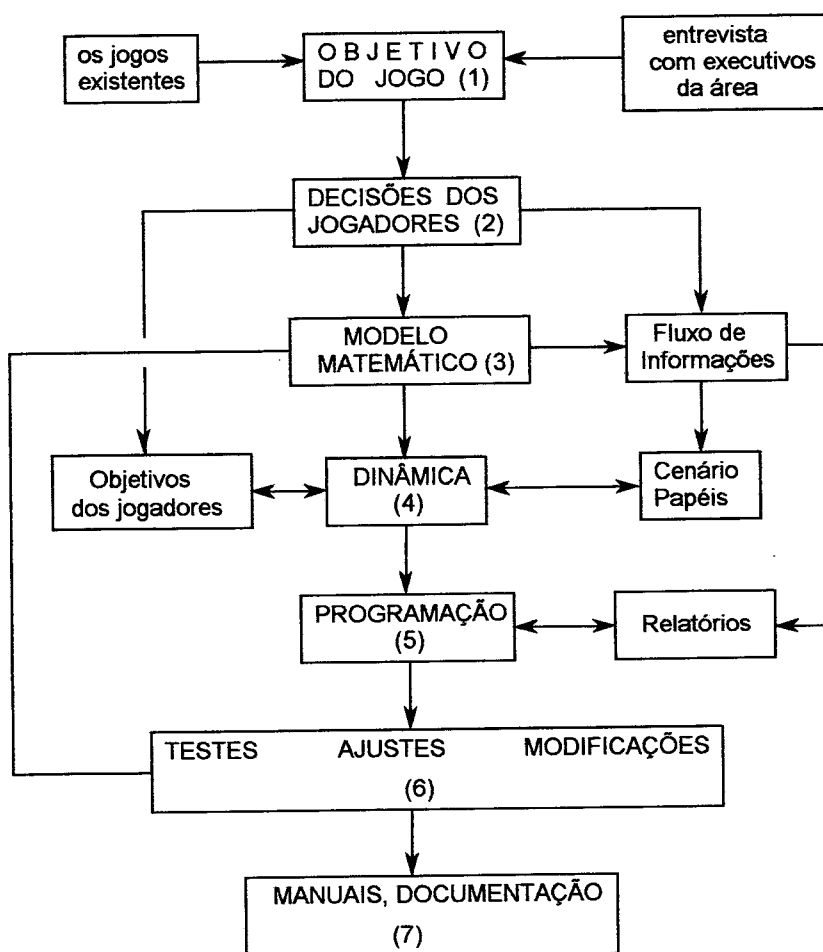 os jogos
existentes
O B J E T I V O
DO JOGO (1)
entrevista
com executivos
da área
DECISÕES DOS
JOGADORES (2)
MODELO
MATEMÁTICO (3)
Fluxo de
Informações
Objetivos
dos jogadores
DINÂMICA
(4)
Cenário
Papéis
PROGRAMAÇÃO
(5)
Relatórios
TESTES AJUSTES MODIFICAÇÕES
(6)
MANUAIS, DOCUMENTAÇÃO
(7)